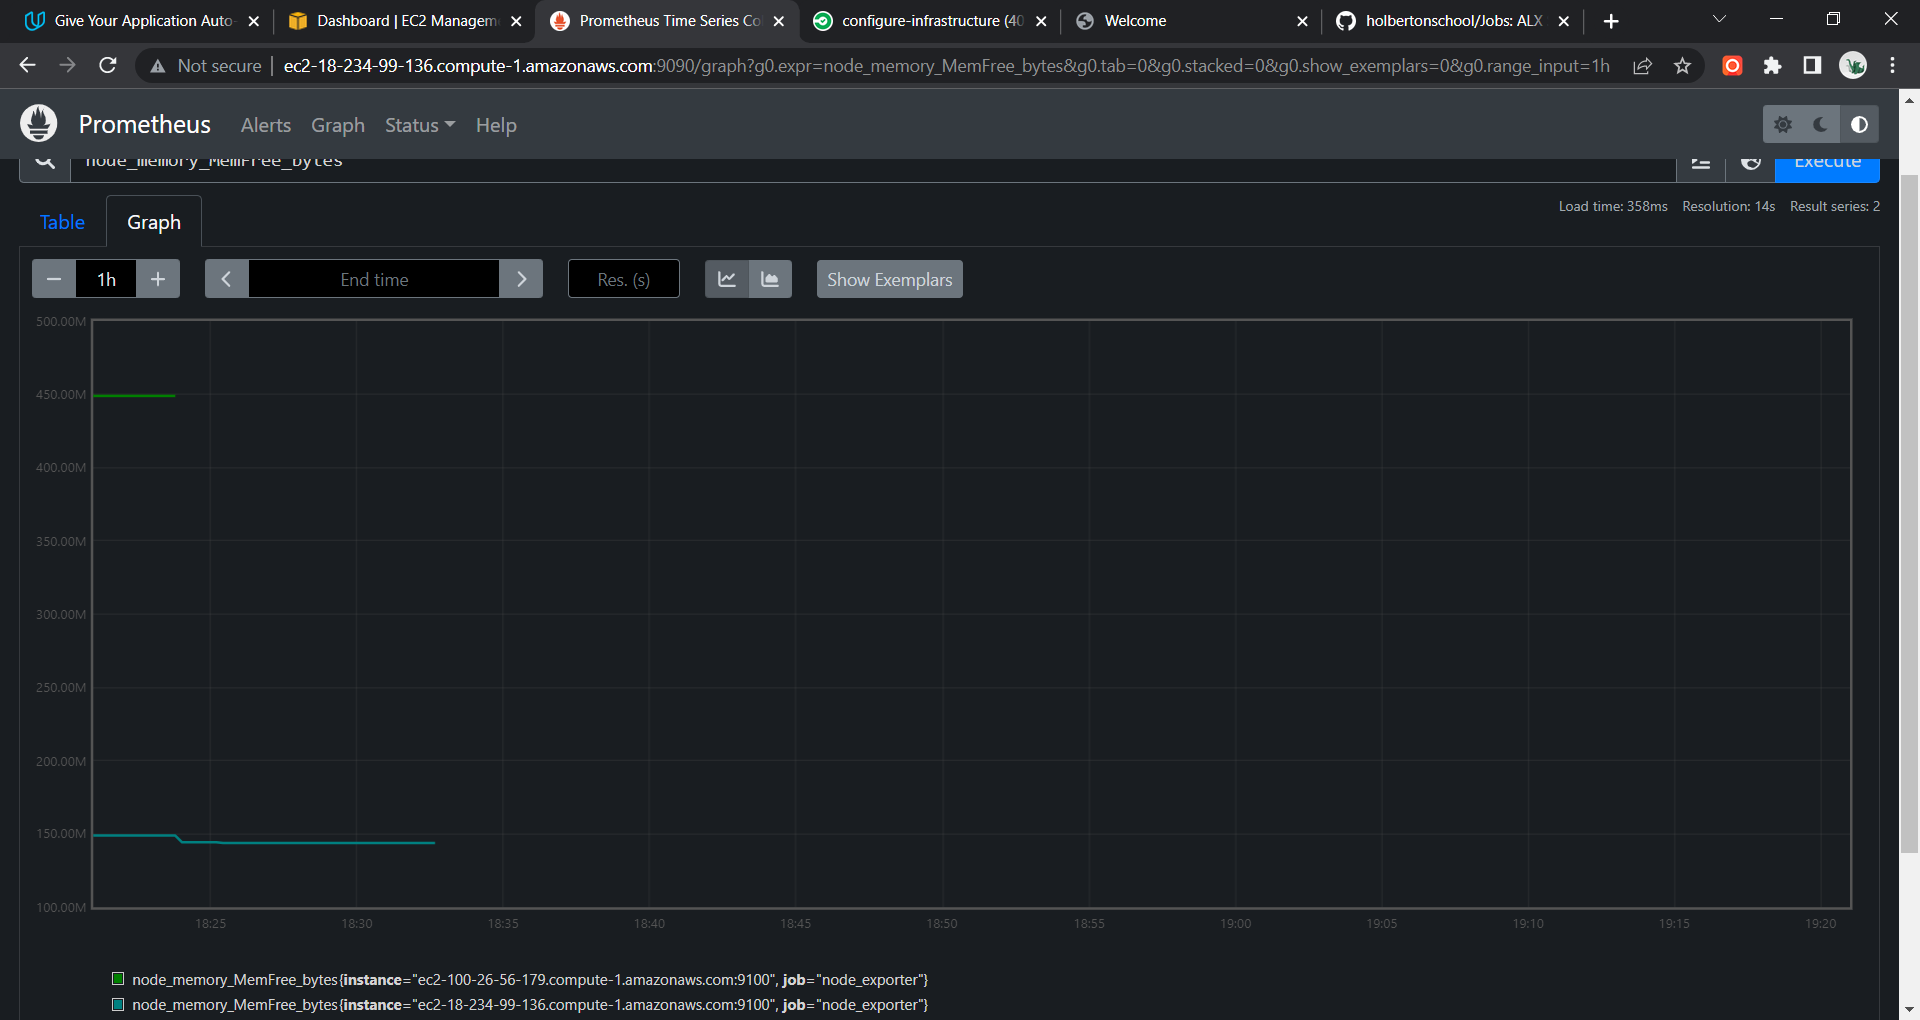 Give Your Application Auto-
Dashboard | EC2 Managem
Prometheus Time Series Co
configure-infrastructure (40
Welcome
holbertonschool/Jobs: ALX
Not secure
ec2-18-234-99-136.compute-1.amazonaws.com:9090/graph?g0.expr=node_memory_MemFree_bytes&g0.tab=0&g0.stacked=0&g0.show_exemplars=0&g0.range_input=1h
Prometheus
Alerts
Graph
Status
Help
node_memory_MemFree_bytes
Execute
Table
Graph
Load time: 358ms
Resolution: 14s
Result series: 2
1h
End time
Res. (s)
Show Exemplars
500.00M
450.00M
400.00M
350.00M
300.00M
250.00M
200.00M
150.00M
100.00M
18:25
18:30
18:35
18:40
18:45
18:50
18:55
19:00
19:05
19:10
19:15
19:20
node_memory_MemFree_bytes{instance="ec2-100-26-56-179.compute-1.amazonaws.com:9100", job="node_exporter"}
node_memory_MemFree_bytes{instance="ec2-18-234-99-136.compute-1.amazonaws.com:9100", job="node_exporter"}